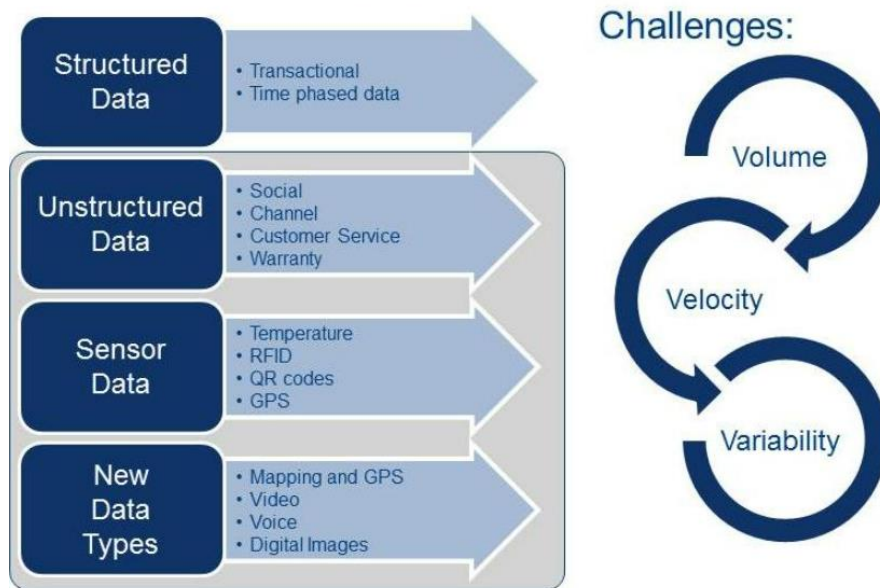 Structured
Data
• Transactional
• Time phased data
Unstructured
Data
• Social
• Channel
• Customer Service
• Warranty
Sensor
Data
• Temperature
• RFID
• QR codes
• GPS
New
Data
Types
• Mapping and GPS
• Video
• Voice
• Digital Images
Challenges:
Volume
Velocity
Variability